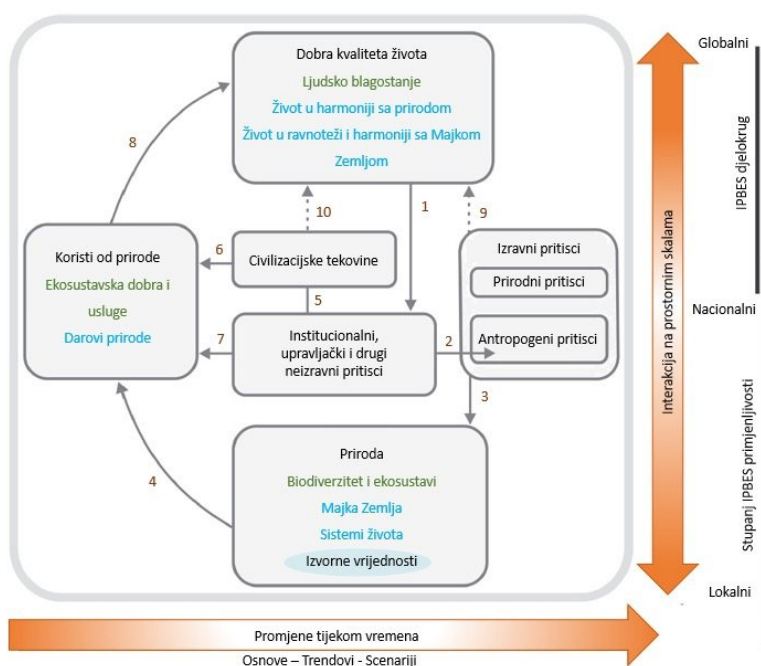 Dobra kvaliteta života
Ljudsko blagostanje
Život u harmoniji sa prirodom
Život u ravnoteži i harmoniji sa Majkom
Zemljom
8
10
1
9
Koristi od prirode
Ekosustavska dobra i
usluge
Darovi prirode
6
Civilizacijske tekovine
5
7
Institucionalni,
upravljački i drugi
neizravni pritisci
2
Izravni pritisci
Prirodni pritisci
Antropogeni pritisci
3
4
Priroda
Biodiverzitet i ekosustavi
Majka Zemlja
Sistemi života
Izvorne vrijednosti
Interakcija na prostornim skalama
Globalni
IPBES djelokrug
Nacionalni
Stupanj IPBES primjenljivosti
Lokalni
Promjene tijekom vremena
Osnove – Trendovi - Scenariji